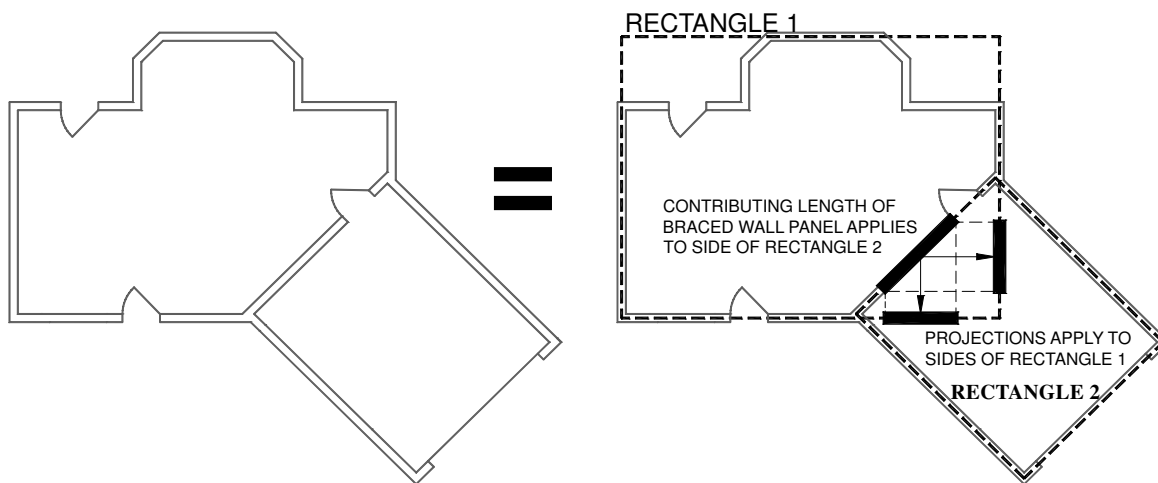 RECTANGLE 1
CONTRIBUTING LENGTH OF
BRACED WALL PANEL APPLIES
TO SIDE OF RECTANGLE 2
PROJECTIONS APPLY TO
SIDES OF RECTANGLE 1
RECTANGLE 2